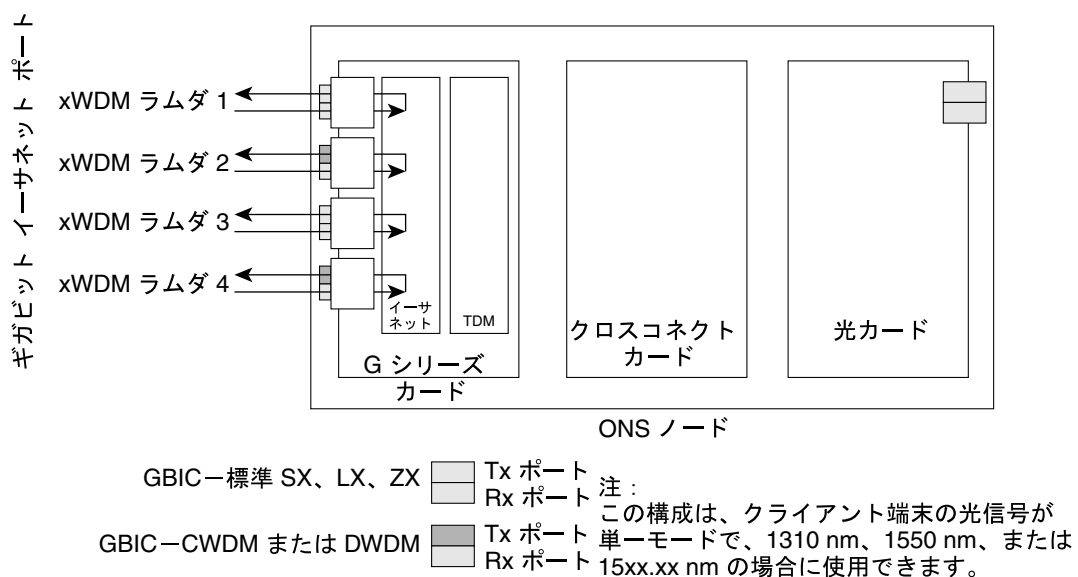 ギガビット イーサネット ポート
xWDM ラムダ 1
xWDM ラムダ 2
xWDM ラムダ 3
xWDM ラムダ 4
イーサ
ネット
TDM
G シリーズ
カード
クロスコネクト
カード
光カード
ONS ノード
GBIC－標準 SX、LX、ZX
Tx ポート
Rx ポート
GBIC－CWDM または DWDM
Tx ポート
Rx ポート
注：
この構成は、クライアント端末の光信号が
単一モードで、1310 nm、1550 nm、または
15xx.xx nm の場合に使用できます。